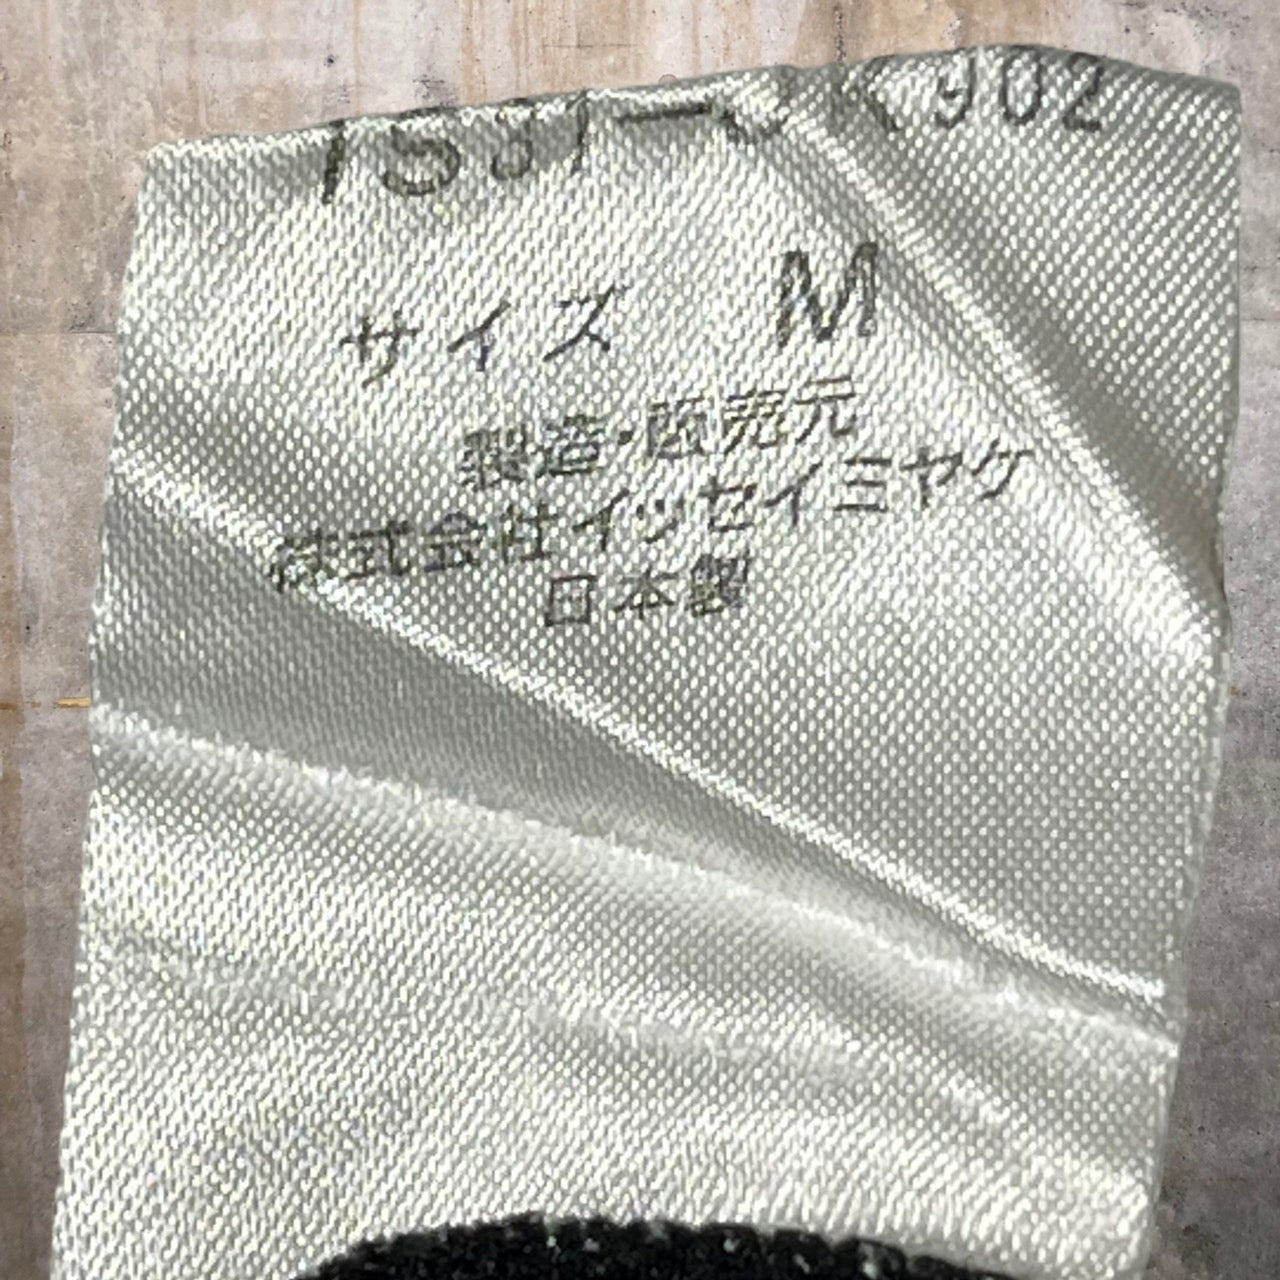 サイズ M
製造・販売元
株式会社イッセイミヤケ
日本製